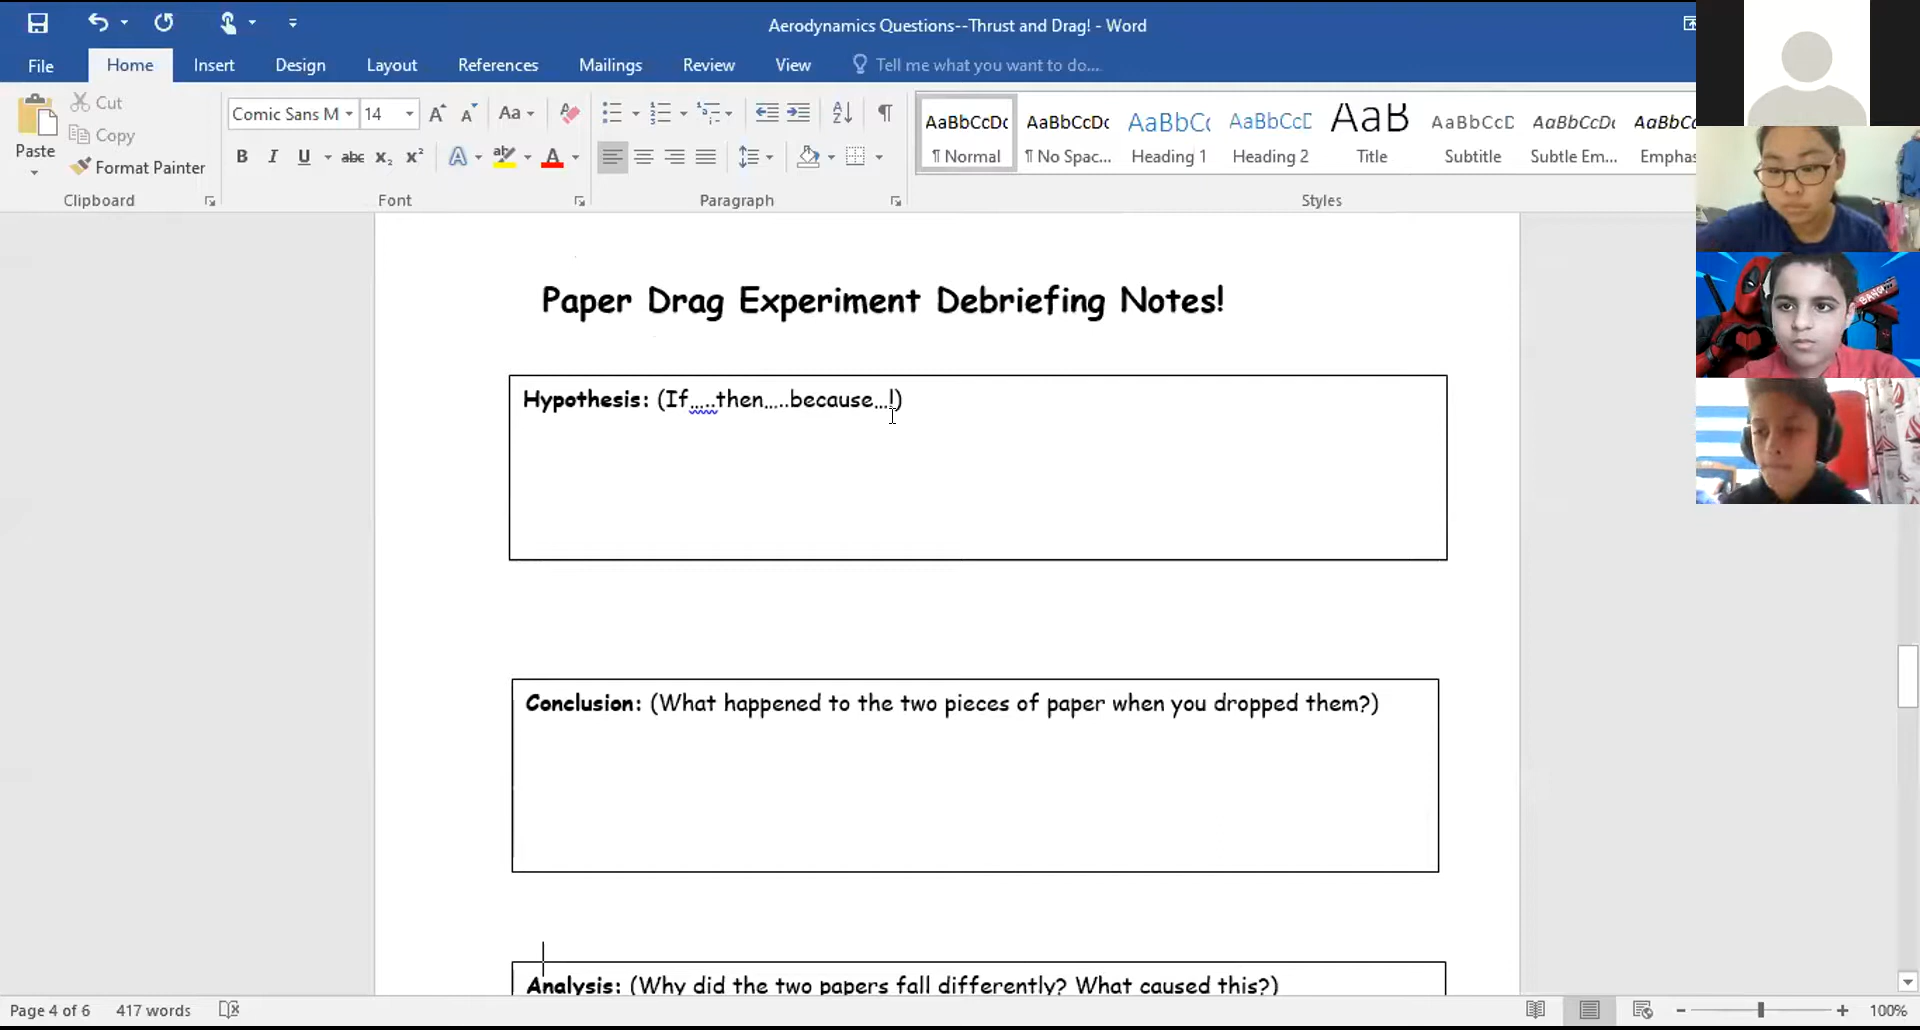 Aerodynamics Questions--Thrust and Drag! - Word
File Home Insert Design Layout References Mailings Review View Tell me what you want to do...
Paste
Cut
Copy
Format Painter
Clipboard
Comic Sans M 14
Font
Paragraph
AaBbCcDc AaBbCcDc AaBbC( AaBbCcC AaB AaBbCcD AaBbCcDc AaBbCc
¶ Normal ¶ No Spac... Heading 1 Heading 2 Title Subtitle Subtle Em... Emphas
Styles
BANG!
Paper Drag Experiment Debriefing Notes!
Hypothesis: (If.....then.....because...!)
Conclusion: (What happened to the two pieces of paper when you dropped them?)
Analysis: (Why did the two papers fall differently? What caused this?)
Page 4 of 6 417 words 100%